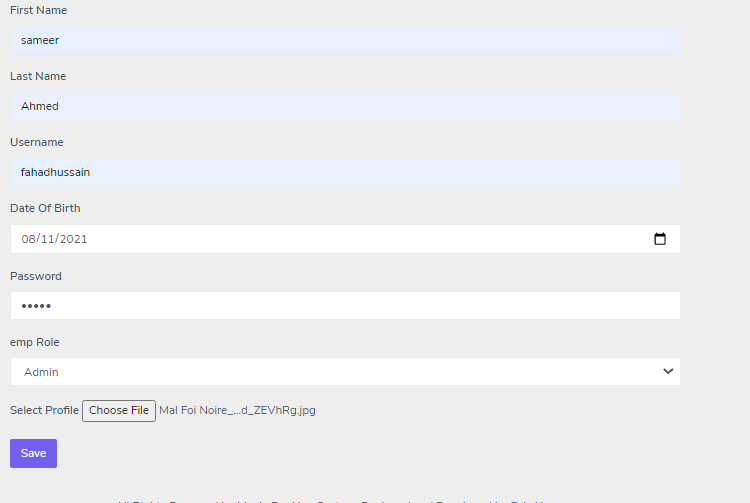 First Name
sameer
Last Name
Ahmed
Username
fahadhussain
Date Of Birth
08/11/2021
Password
•••••
emp Role
Admin
Select Profile Choose File Mal Foi Noire_...d_ZEVhRg.jpg
Save